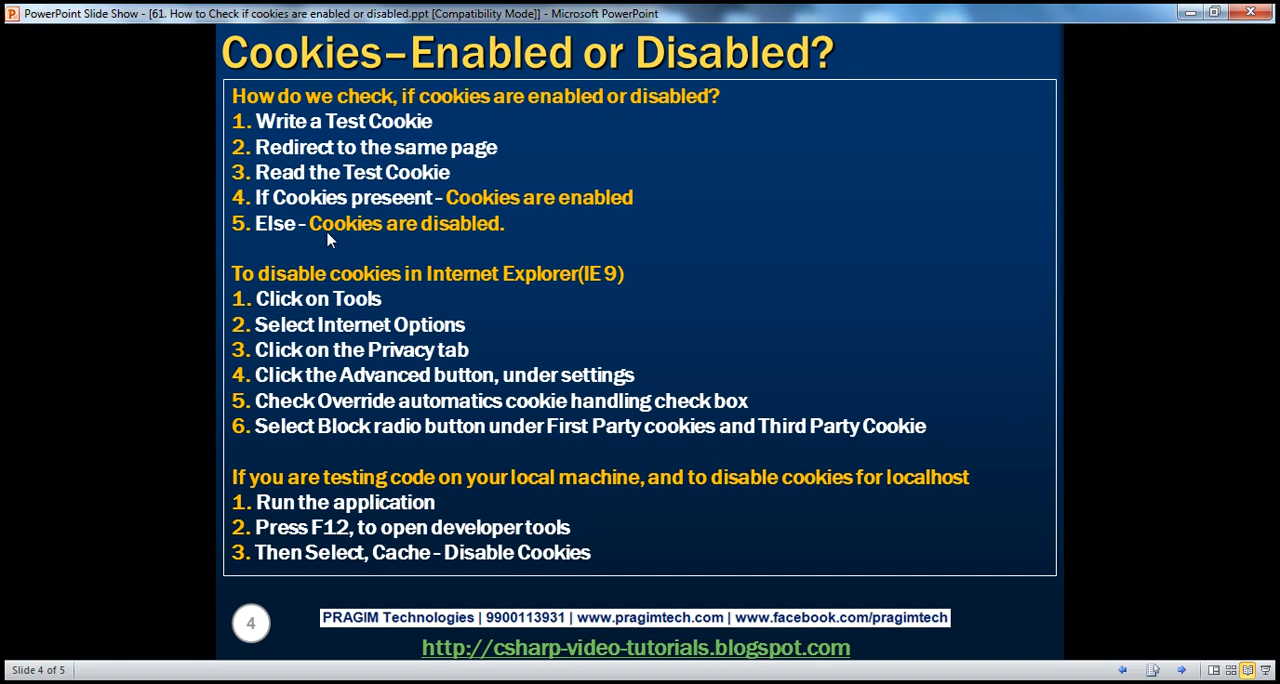 PowerPoint Slide Show - [61. How to Check if cookies are enabled or disabled.ppt [Compatibility Mode]] - Microsoft PowerPoint
Cookies–Enabled or Disabled?
How do we check, if cookies are enabled or disabled?
1. Write a Test Cookie
2. Redirect to the same page
3. Read the Test Cookie
4. If Cookies preseent - Cookies are enabled
5. Else - Cookies are disabled.
To disable cookies in Internet Explorer(IE 9)
1. Click on Tools
2. Select Internet Options
3. Click on the Privacy tab
4. Click the Advanced button, under settings
5. Check Override automatics cookie handling check box
6. Select Block radio button under First Party cookies and Third Party Cookie
If you are testing code on your local machine, and to disable cookies for localhost
1. Run the application
2. Press F12, to open developer tools
3. Then Select, Cache - Disable Cookies
4
PRAGIM Technologies | 9900113931 | www.pragimtech.com | www.facebook.com/pragimtech
http://csharp-video-tutorials.blogspot.com
Slide 4 of 5